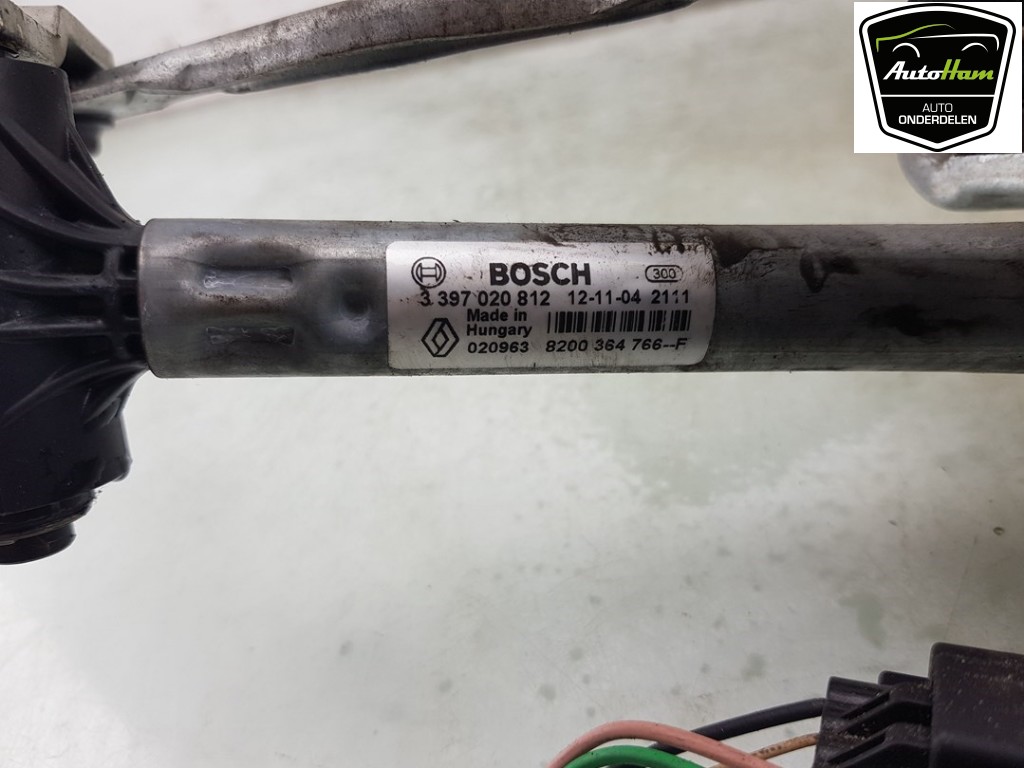 AutoHam
AUTO
ONDERDELEN
BOSCH
300
3 397 020 812 12-11-04 2111
Made in
Hungary
020963 8200 364 766--F